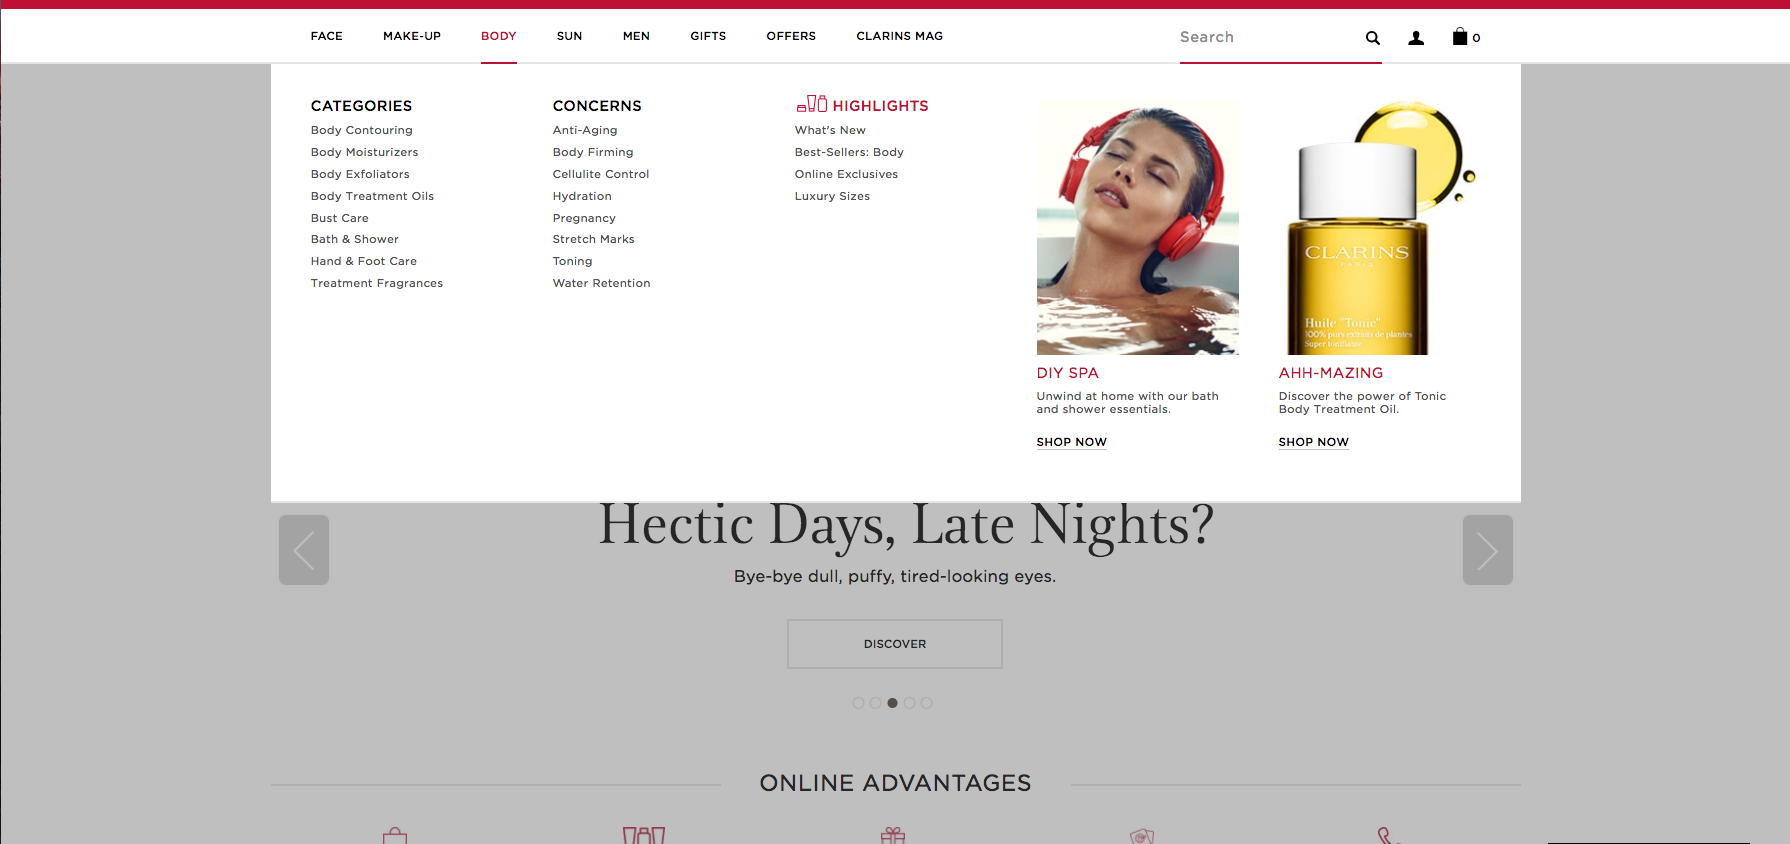 FACE MAKE-UP BODY SUN MEN GIFTS OFFERS CLARINS MAG Search 0
CATEGORIES
Body Contouring
Body Moisturizers
Body Exfoliators
Body Treatment Oils
Bust Care
Bath & Shower
Hand & Foot Care
Treatment Fragrances
CONCERNS
Anti-Aging
Body Firming
Cellulite Control
Hydration
Pregnancy
Stretch Marks
Toning
Water Retention
HIGHLIGHTS
What's New
Best-Sellers: Body
Online Exclusives
Luxury Sizes
DIY SPA
Unwind at home with our bath
and shower essentials.
SHOP NOW
CLARINS
PARIS
Huile "Tonic"
100% purs extraits de plantes
Super tonifiante
AHH-MAZING
Discover the power of Tonic
Body Treatment Oil.
SHOP NOW
Hectic Days, Late Nights?
Bye-bye dull, puffy, tired-looking eyes.
DISCOVER
ONLINE ADVANTAGES